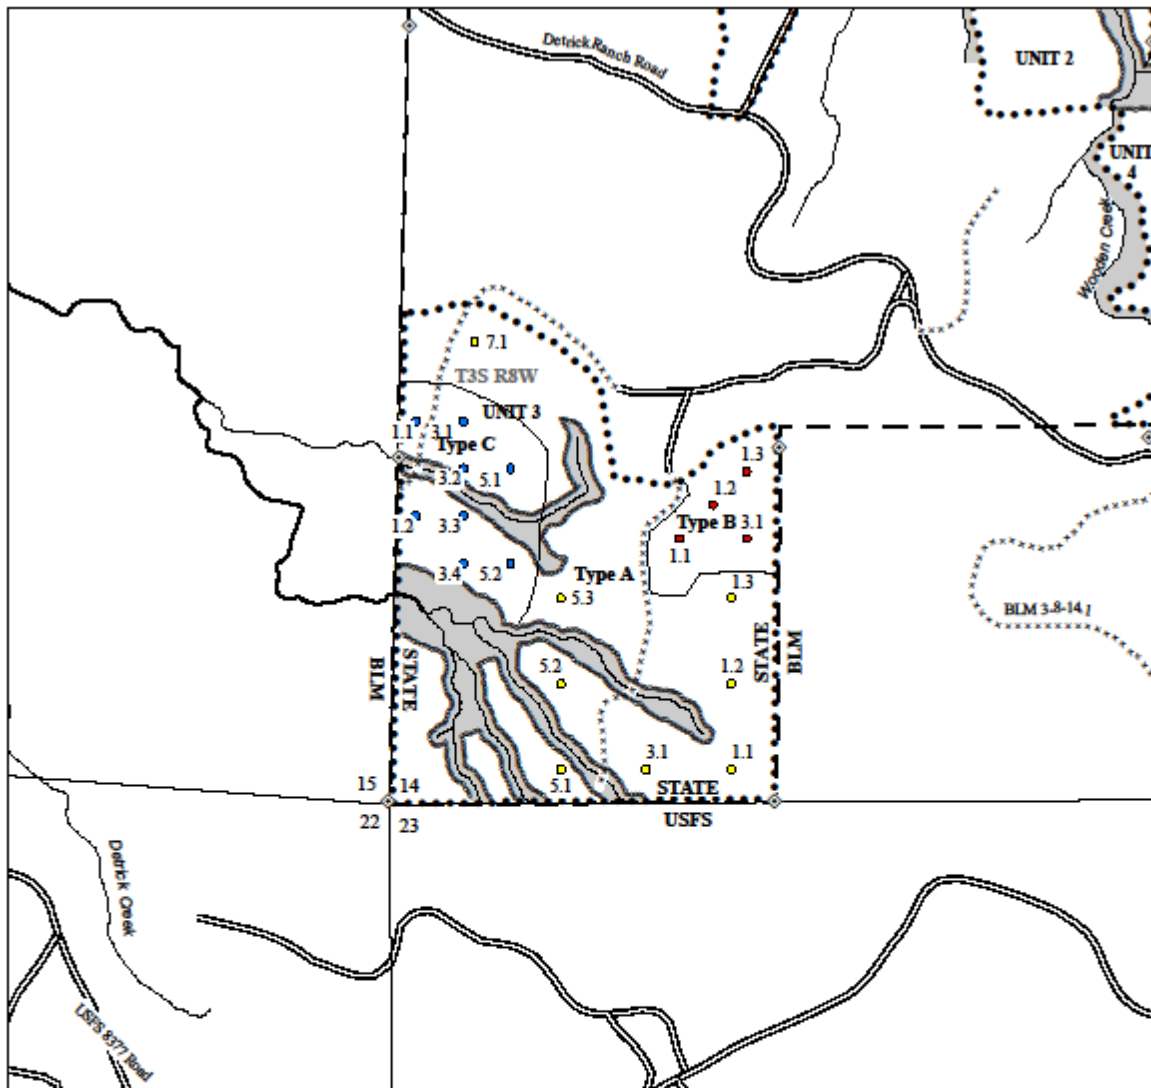 Detrick Ranch Road
UNIT 2
UNIT
4
Wooden Creek
7.1
T3S R8W
UNIT 3
1.1
3.1
Type C
3.2
5.1
1.2
3.3
3.4
5.2
1.3
1.2
Type B
3.1
1.1
Type A
5.3
1.3
BLM 3-8-14.1
BLM
STATE
STATE
BLM
5.2
1.2
3.1
1.1
5.1
15
14
STATE
22
23
USFS
Detrick Creek
USFS 8377 Road